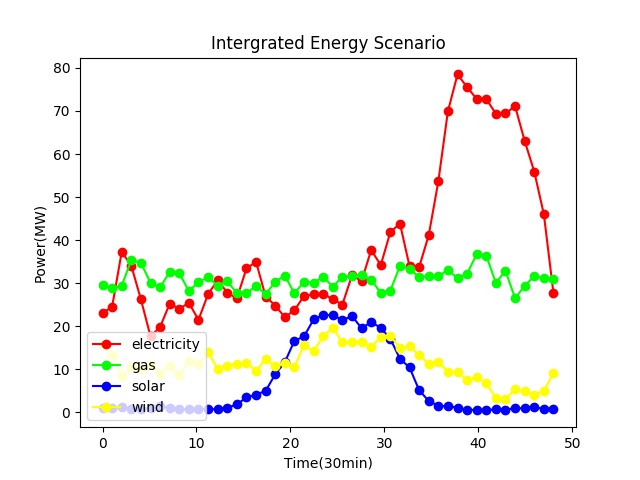 Intergrated Energy Scenario
80
70
60
50
40
30
20
10
0
Power(MW)
electricity
gas
solar
wind
0 10 20 30 40 50
Time(30min)